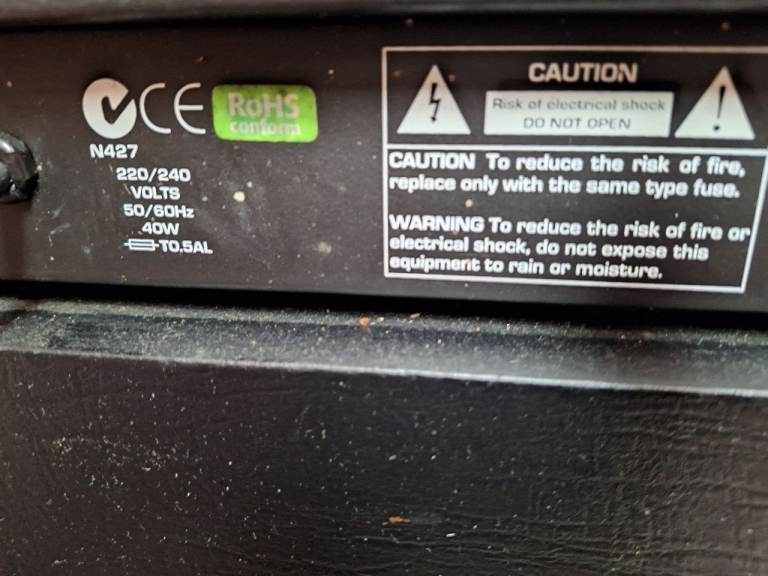 CE
RoHS
conform
N427
220/240
VOLTS
50/60Hz
40W
T0.5AL
CAUTION
Risk of electrical shock
DO NOT OPEN
CAUTION To reduce the risk of fire,
replace only with the same type fuse.
WARNING To reduce the risk of fire or
electrical shock, do not expose this
equipment to rain or moisture.